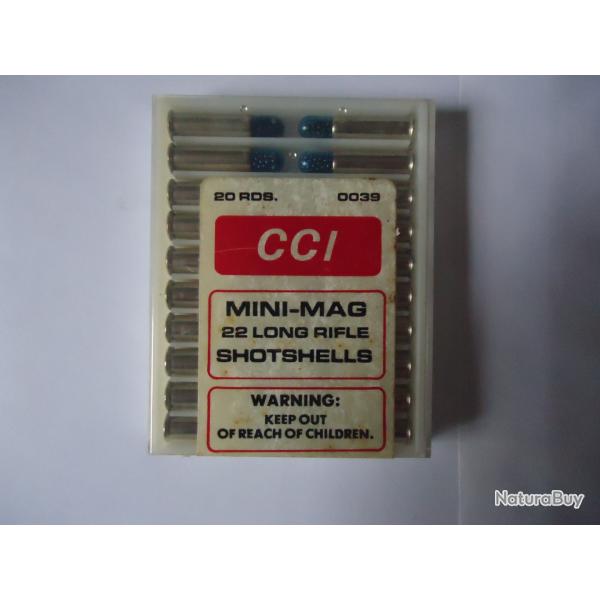 20 RDS. 0039
CCI
MINI-MAG
22 LONG RIFLE
SHOTSHELLS
WARNING:
KEEP OUT
OF REACH OF CHILDREN.
NaturaBuy